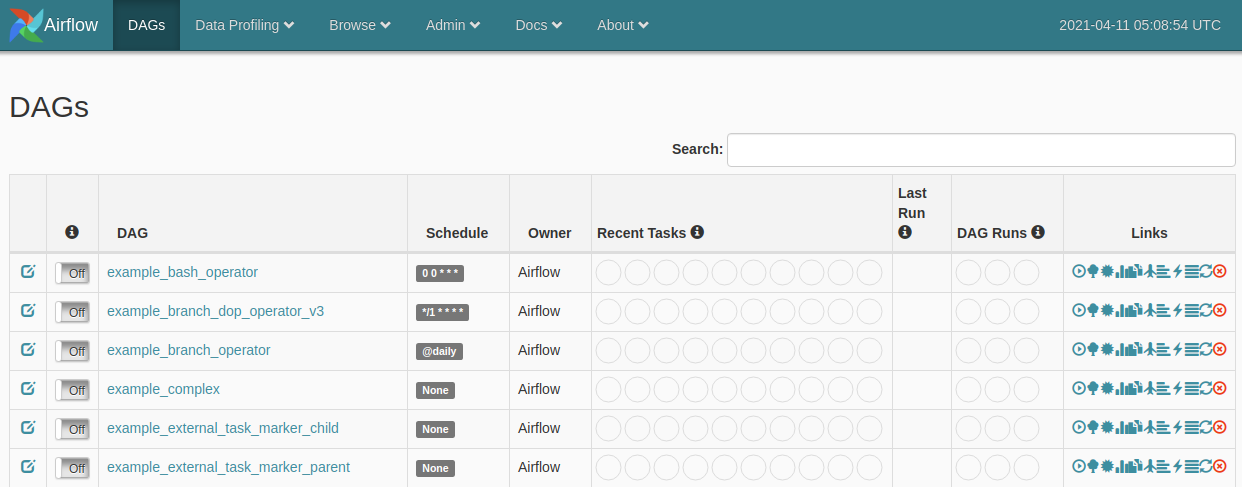 Airflow DAGs Data Profiling Browse Admin Docs About 2021-04-11 05:08:54 UTC
DAGs
Search:
DAG Schedule Owner Recent Tasks Last Run DAG Runs Links
Off example_bash_operator 0 0 * * * Airflow
Off example_branch_dop_operator_v3 */1 * * * * Airflow
Off example_branch_operator @daily Airflow
Off example_complex None Airflow
Off example_external_task_marker_child None Airflow
Off example_external_task_marker_parent None Airflow